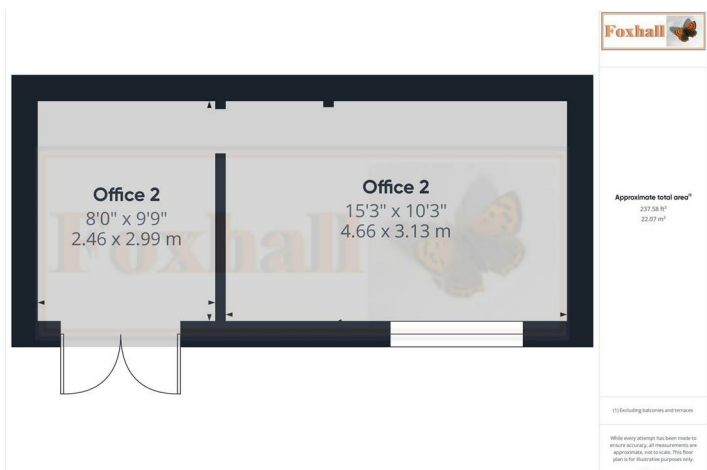 Foxhall
Office 2
8'0" x 9'9"
2.46 x 2.99 m
Office 2
15'3" x 10'3"
4.66 x 3.13 m
Foxhall
Approximate total area⁽¹⁾
237.58 ft²
22.07 m²
(1) Excluding balconies and terraces
While every attempt has been made to
ensure accuracy, all measurements are
approximate, not to scale. This floor
plan is for illustrative purposes only.